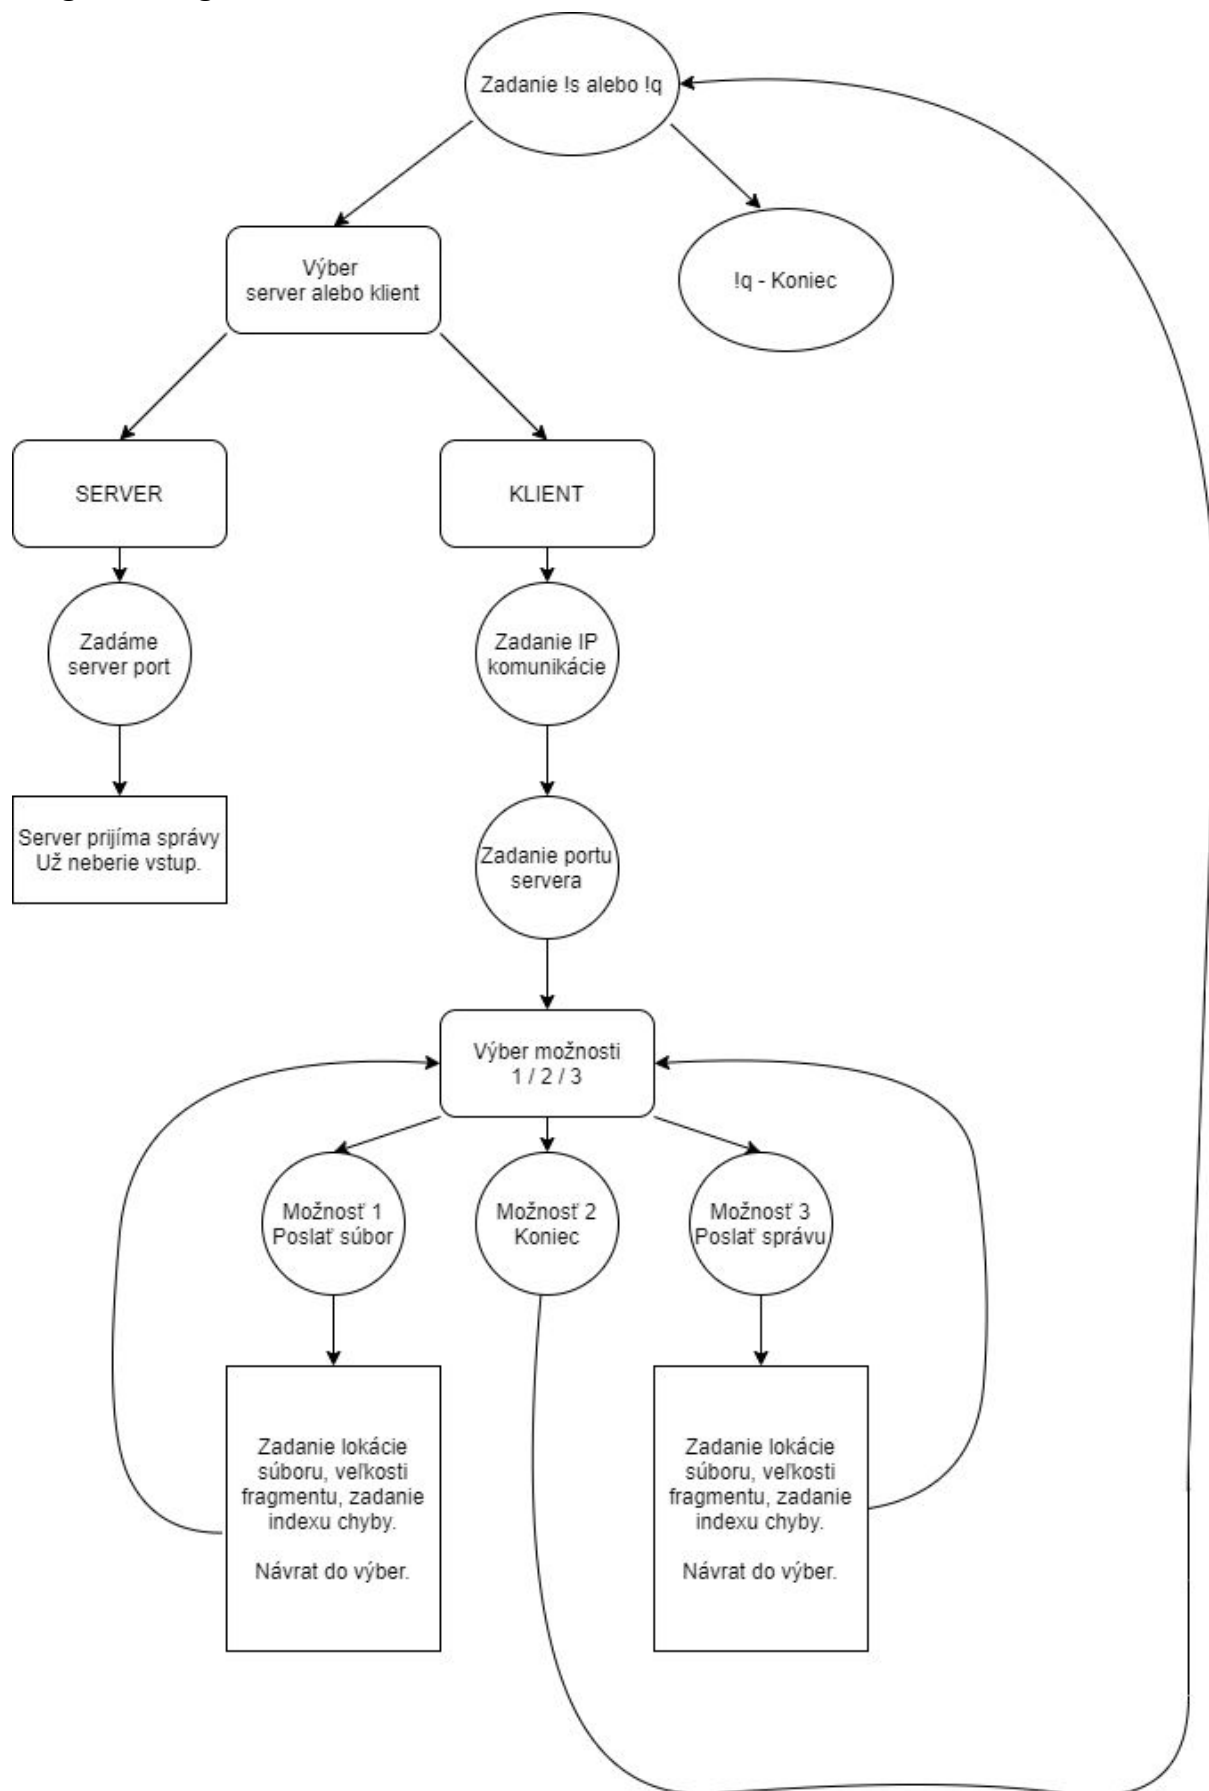 Zadanie !s alebo !q
!q - Koniec
Výber
server alebo klient
SERVER
KLIENT
Zadáme
server port
Zadanie IP
komunikácie
Server prijíma správy
Už neberie vstup.
Zadanie portu
servera
Výber možnosti
1 / 2 / 3
Možnosť 1
Poslať súbor
Možnosť 2
Koniec
Možnosť 3
Poslať správu
Zadanie lokácie
súboru, veľkosti
fragmentu, zadanie
indexu chyby.
Návrat do výber.
Zadanie lokácie
súboru, veľkosti
fragmentu, zadanie
indexu chyby.
Návrat do výber.